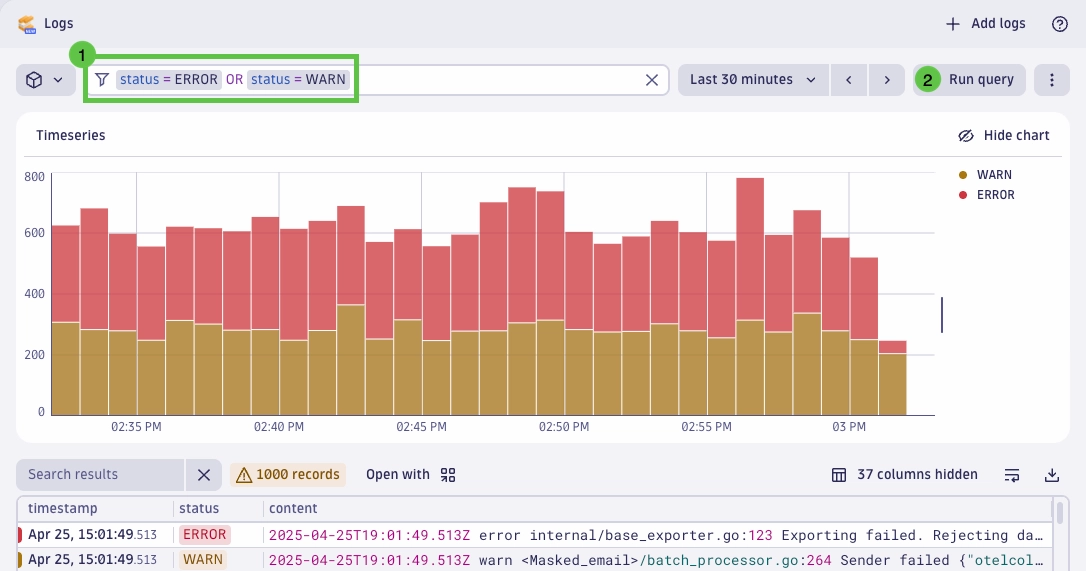 Logs
Add logs
1
status = ERROR OR status = WARN
Last 30 minutes
2 Run query
Timeseries
Hide chart
WARN
ERROR
800
600
400
200
0
02:35 PM 02:40 PM 02:45 PM 02:50 PM 02:55 PM 03 PM
Search results
1000 records
Open with
37 columns hidden
timestamp status content
Apr 25, 15:01:49.513 ERROR 2025-04-25T19:01:49.513Z error internal/base_exporter.go:123 Exporting failed. Rejecting da…
Apr 25, 15:01:49.513 WARN 2025-04-25T19:01:49.513Z warn <Masked_email>/batch_processor.go:264 Sender failed {"otelcol…